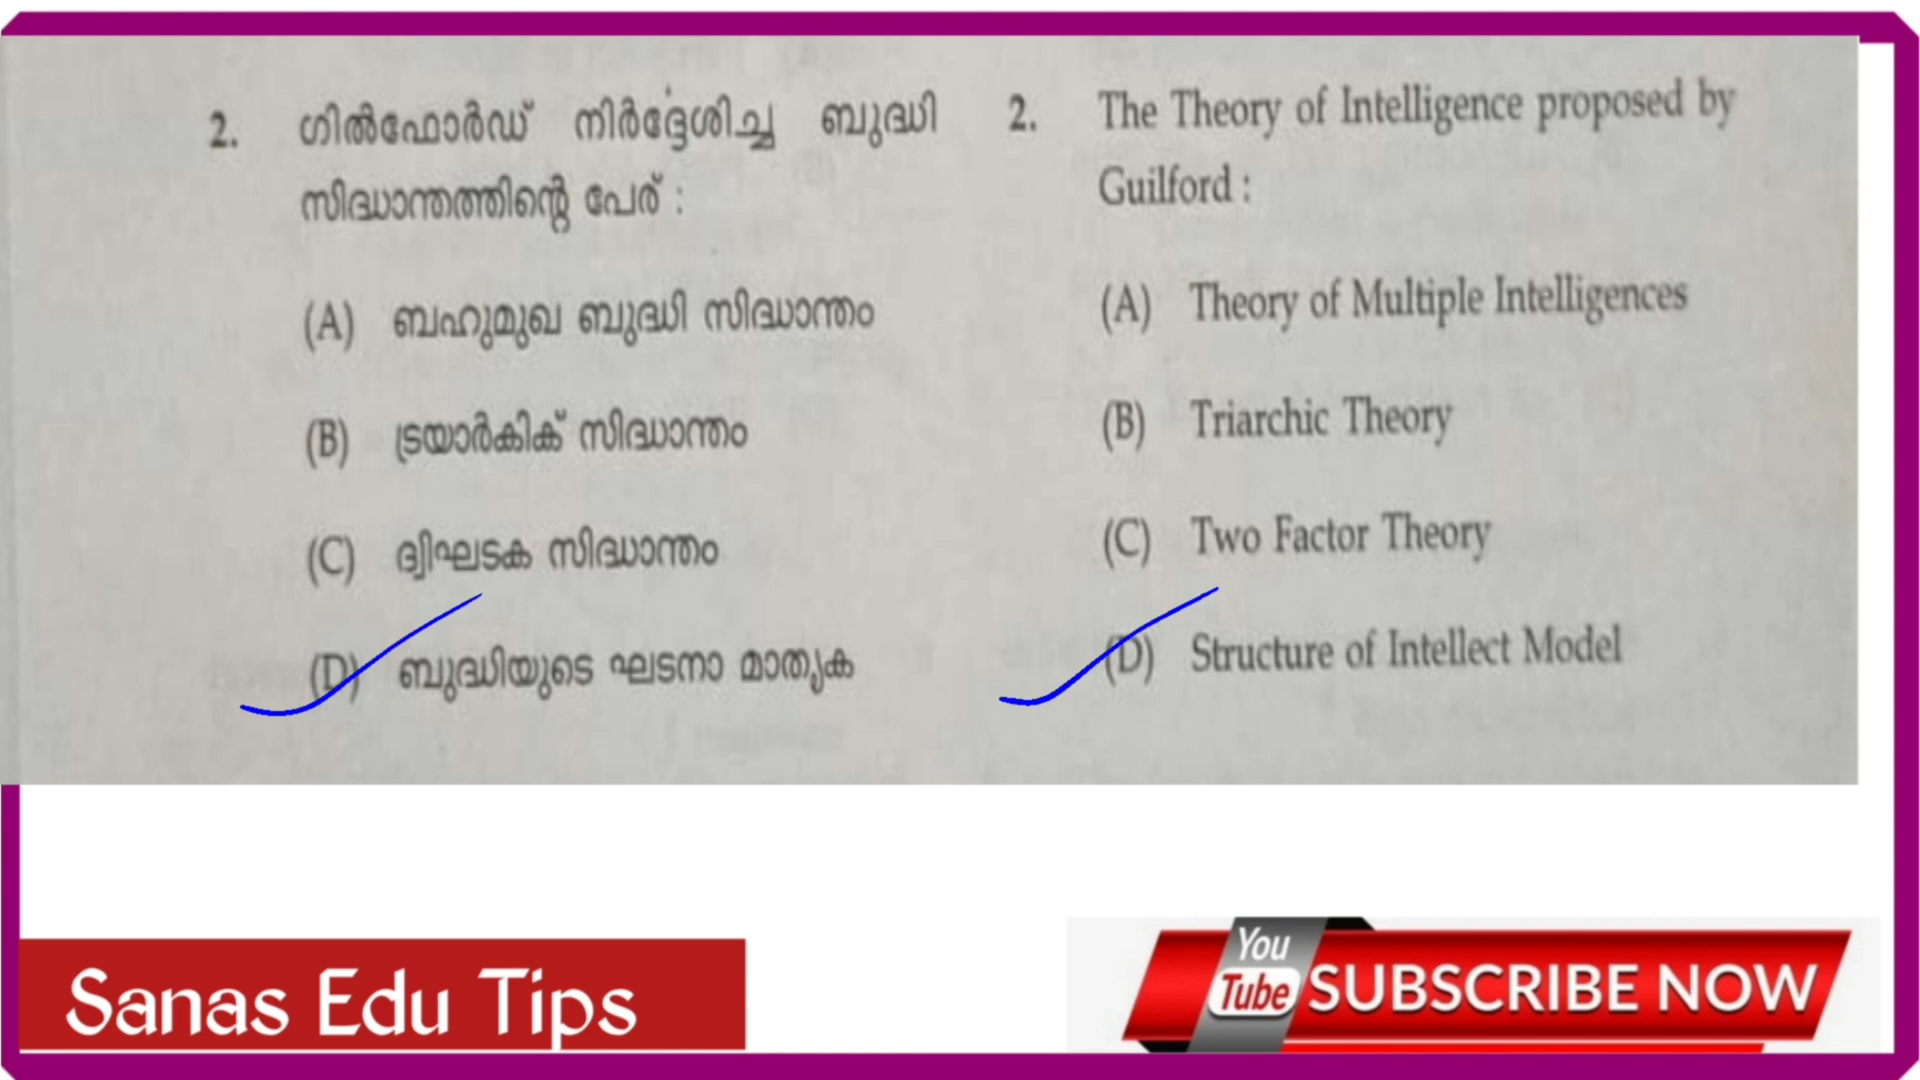 2. ഗിൽഫോർഡ് നിർദ്ദേശിച്ച ബുദ്ധി
സിദ്ധാന്തത്തിന്റെ പേര് :
(A) ബഹുമുഖ ബുദ്ധി സിദ്ധാന്തം
(B) ട്രയാർകിക് സിദ്ധാന്തം
(C) ദ്വിഘടക സിദ്ധാന്തം
(D) ബുദ്ധിയുടെ ഘടനാ മാതൃക
2. The Theory of Intelligence proposed by
Guilford :
(A) Theory of Multiple Intelligences
(B) Triarchic Theory
(C) Two Factor Theory
(D) Structure of Intellect Model
Sanas Edu Tips
You
Tube SUBSCRIBE NOW